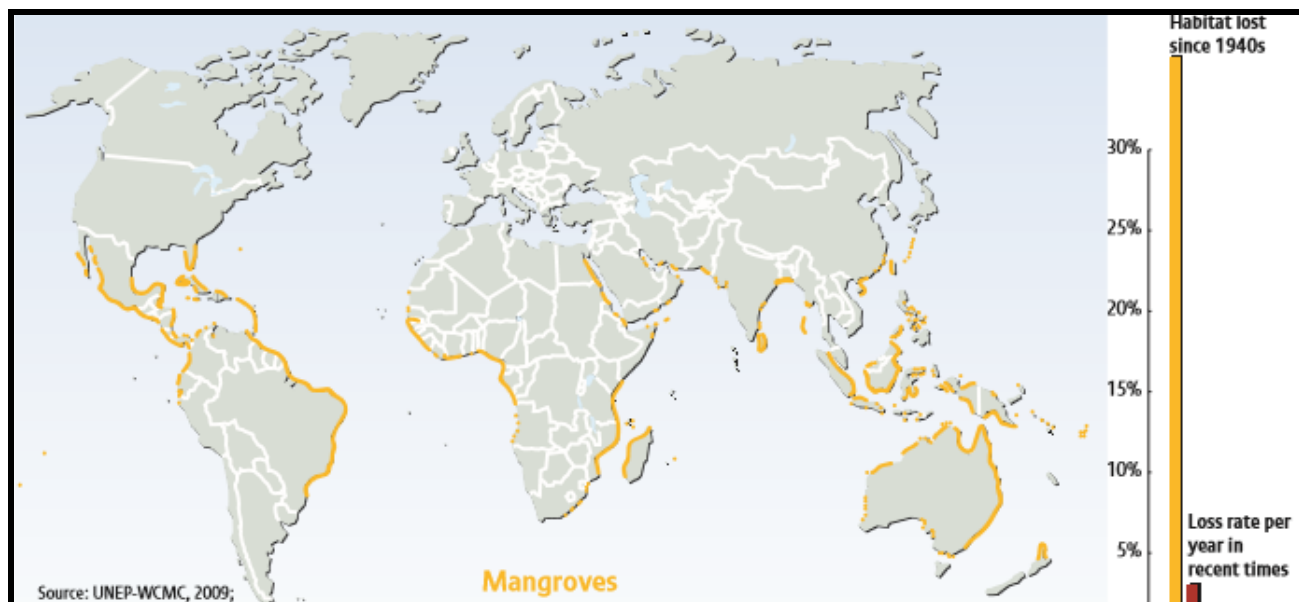 Habitat lost
since 1940s
30%
25%
20%
15%
10%
5%
Loss rate per
year in
recent times
Mangroves
Source: UNEP-WCMC, 2009;